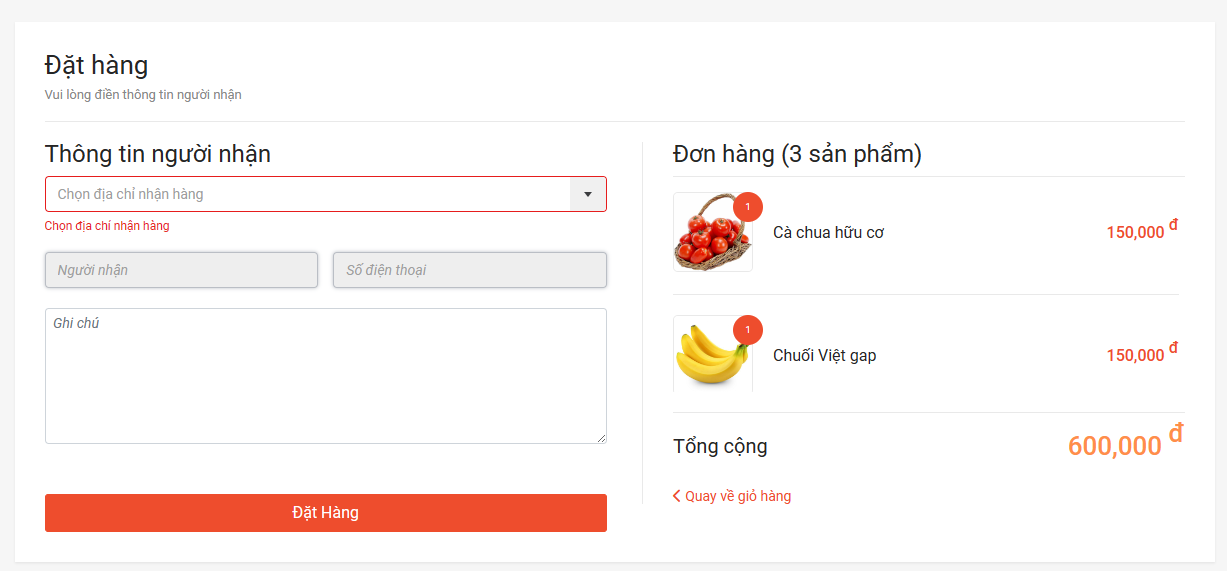 Đặt hàng
Vui lòng điền thông tin người nhận
Thông tin người nhận
Chọn địa chỉ nhận hàng
Chọn địa chỉ nhận hàng
Người nhận
Số điện thoại
Ghi chú
Đặt Hàng
Đơn hàng (3 sản phẩm)
1
Cà chua hữu cơ
150,000 đ
1
Chuối Việt gap
150,000 đ
Tổng cộng
600,000 đ
Quay về giỏ hàng